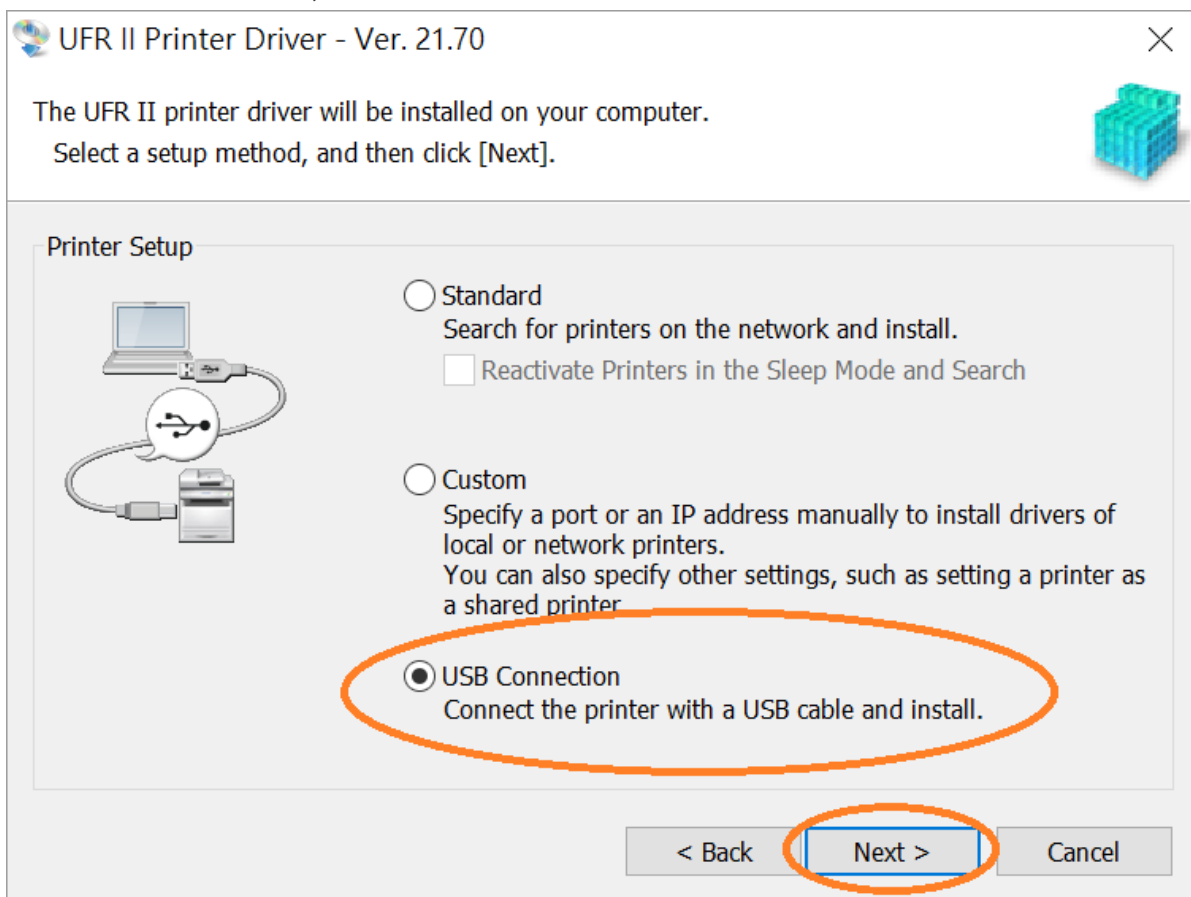 UFR II Printer Driver - Ver. 21.70
The UFR II printer driver will be installed on your computer.
Select a setup method, and then click [Next].
Printer Setup
Standard
Search for printers on the network and install.
Reactivate Printers in the Sleep Mode and Search
Custom
Specify a port or an IP address manually to install drivers of
local or network printers.
You can also specify other settings, such as setting a printer as
a shared printer
USB Connection
Connect the printer with a USB cable and install.
< Back
Next >
Cancel